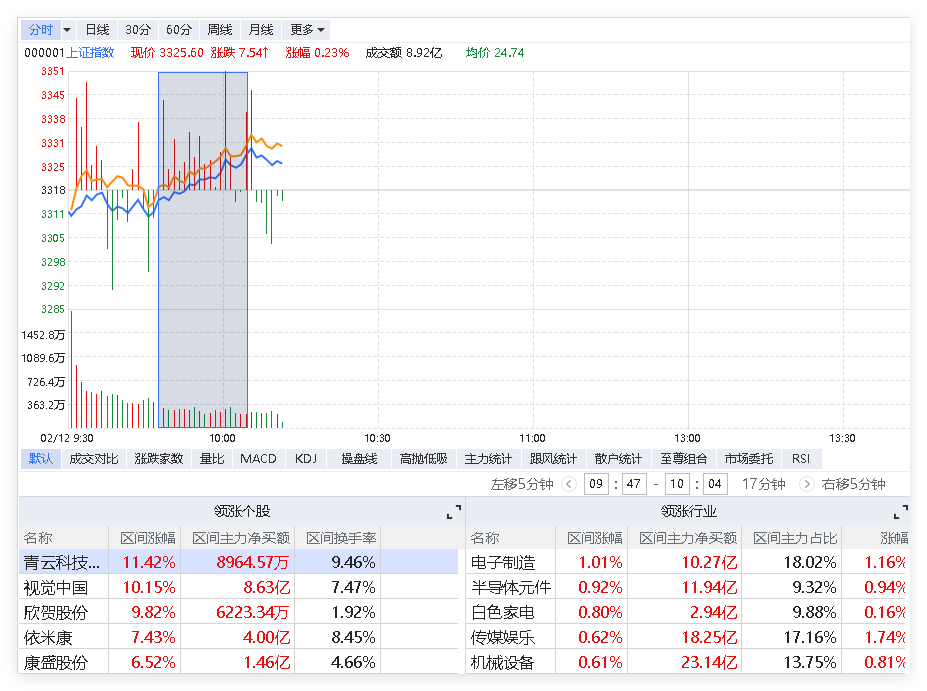 分时 日线 30分 60分 周线 月线 更多
000001上证指数 现价 3325.60 涨跌 7.54↑ 涨幅 0.23% 成交额 8.92亿 均价 24.74
3351
3345
3338
3331
3325
3318
3311
3305
3298
3292
3285
1452.8万
1089.6万
726.4万
363.2万
02/12 9:30 10:00 10:30 11:00 13:00 13:30
默认 成交对比 涨跌家数 量比 MACD KDJ 操盘线 高抛低吸 主力统计 跟风统计 散户统计 至尊组合 市场委托 RSI
左移5分钟 09 : 47 - 10 : 04 17分钟 右移5分钟
领涨个股 领涨行业
名称 区间涨幅 区间主力净买额 区间换手率 名称 区间涨幅 区间主力净买额 区间主力占比 涨幅
青云科技... 11.42% 8964.57万 9.46% 电子制造 1.01% 10.27亿 18.02% 1.16%
视觉中国 10.15% 8.63亿 7.47% 半导体元件 0.92% 11.94亿 9.32% 0.94%
欣贺股份 9.82% 6223.34万 1.92% 白色家电 0.80% 2.94亿 9.88% 0.16%
依米康 7.43% 4.00亿 8.45% 传媒娱乐 0.62% 18.25亿 17.16% 1.74%
康盛股份 6.52% 1.46亿 4.66% 机械设备 0.61% 23.14亿 13.75% 0.81%